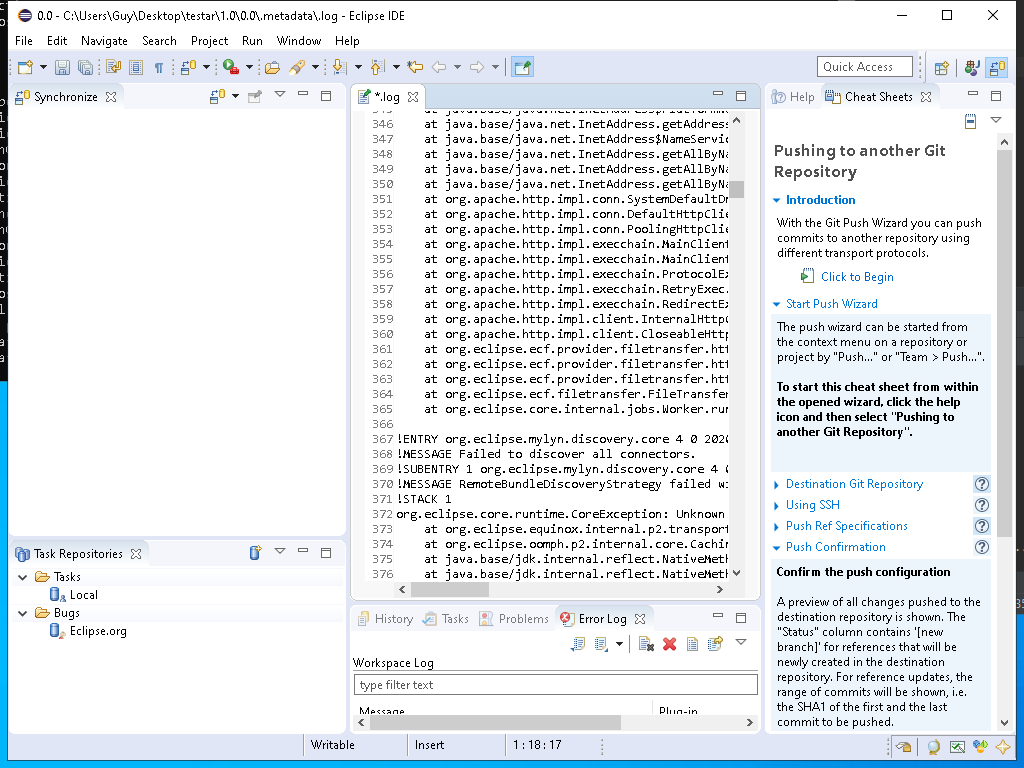 0.0 - C:\Users\Guy\Desktop\testar\1.0\0.0\.metadata\.log - Eclipse IDE
File Edit Navigate Search Project Run Window Help
Quick Access
Synchronize
*.log
346 at java.base/java.net.InetAddress.getAddress
347 at java.base/java.net.InetAddress$NameServic
348 at java.base/java.net.InetAddress.getAllByNa
349 at java.base/java.net.InetAddress.getAllByNa
350 at java.base/java.net.InetAddress.getAllByNa
351 at org.apache.http.impl.conn.SystemDefaultDn
352 at org.apache.http.impl.conn.DefaultHttpClie
353 at org.apache.http.impl.conn.PoolingHttpClie
354 at org.apache.http.impl.execchain.MainClient
355 at org.apache.http.impl.execchain.MainClient
356 at org.apache.http.impl.execchain.ProtocolEx
357 at org.apache.http.impl.execchain.RetryExec.
358 at org.apache.http.impl.execchain.RedirectEx
359 at org.apache.http.impl.client.InternalHttpC
360 at org.apache.http.impl.client.CloseableHttp
361 at org.eclipse.ecf.provider.filetransfer.htt
362 at org.eclipse.ecf.provider.filetransfer.htt
363 at org.eclipse.ecf.provider.filetransfer.htt
364 at org.eclipse.ecf.filetransfer.FileTransfer
365 at org.eclipse.core.internal.jobs.Worker.run
366
367 !ENTRY org.eclipse.mylyn.discovery.core 4 0 2020
368 !MESSAGE Failed to discover all connectors.
369 !SUBENTRY 1 org.eclipse.mylyn.discovery.core 4 0
370 !MESSAGE RemoteBundleDiscoveryStrategy failed wi
371 !STACK 1
372 org.eclipse.core.runtime.CoreException: Unknown
373 at org.eclipse.equinox.internal.p2.transport
374 at org.eclipse.oomph.p2.internal.core.Cachin
375 at java.base/jdk.internal.reflect.NativeMeth
376 at java.base/jdk.internal.reflect.NativeMeth
Help Cheat Sheets
Pushing to another Git
Repository
Introduction
With the Git Push Wizard you can push
commits to another repository using
different transport protocols.
Click to Begin
Start Push Wizard
The push wizard can be started from
the context menu on a repository or
project by "Push..." or "Team > Push...".
To start this cheat sheet from within
the opened wizard, click the help
icon and then select "Pushing to
another Git Repository".
Destination Git Repository
Using SSH
Push Ref Specifications
Push Confirmation
Confirm the push configuration
A preview of all changes pushed to the
destination repository is shown. The
"Status" column contains '[new
branch]' for references that will be
newly created in the destination
repository. For reference updates, the
range of commits will be shown, i.e.
the SHA1 of the first and the last
commit to be pushed.
Task Repositories
Tasks
Local
Bugs
Eclipse.org
History Tasks Problems Error Log
Workspace Log
type filter text
Message Plug-in
Writable Insert 1 : 18 : 17